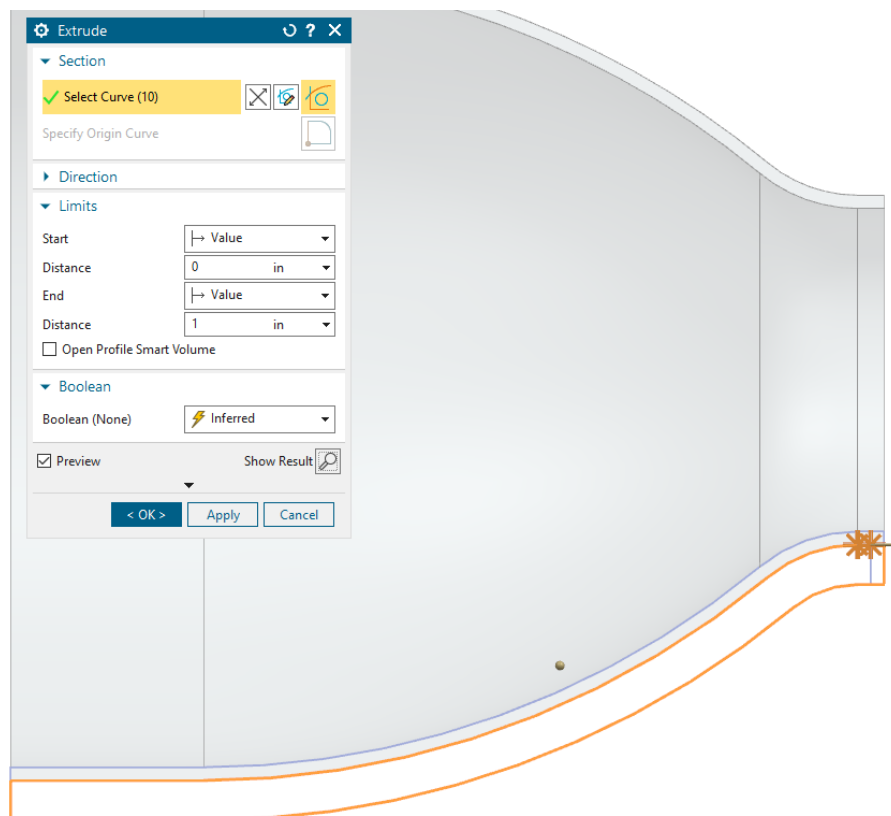 Extrude
Section
Select Curve (10)
Specify Origin Curve
Direction
Limits
Start Value
Distance 0 in
End Value
Distance 1 in
Open Profile Smart Volume
Boolean
Boolean (None) Inferred
Preview Show Result
< OK > Apply Cancel